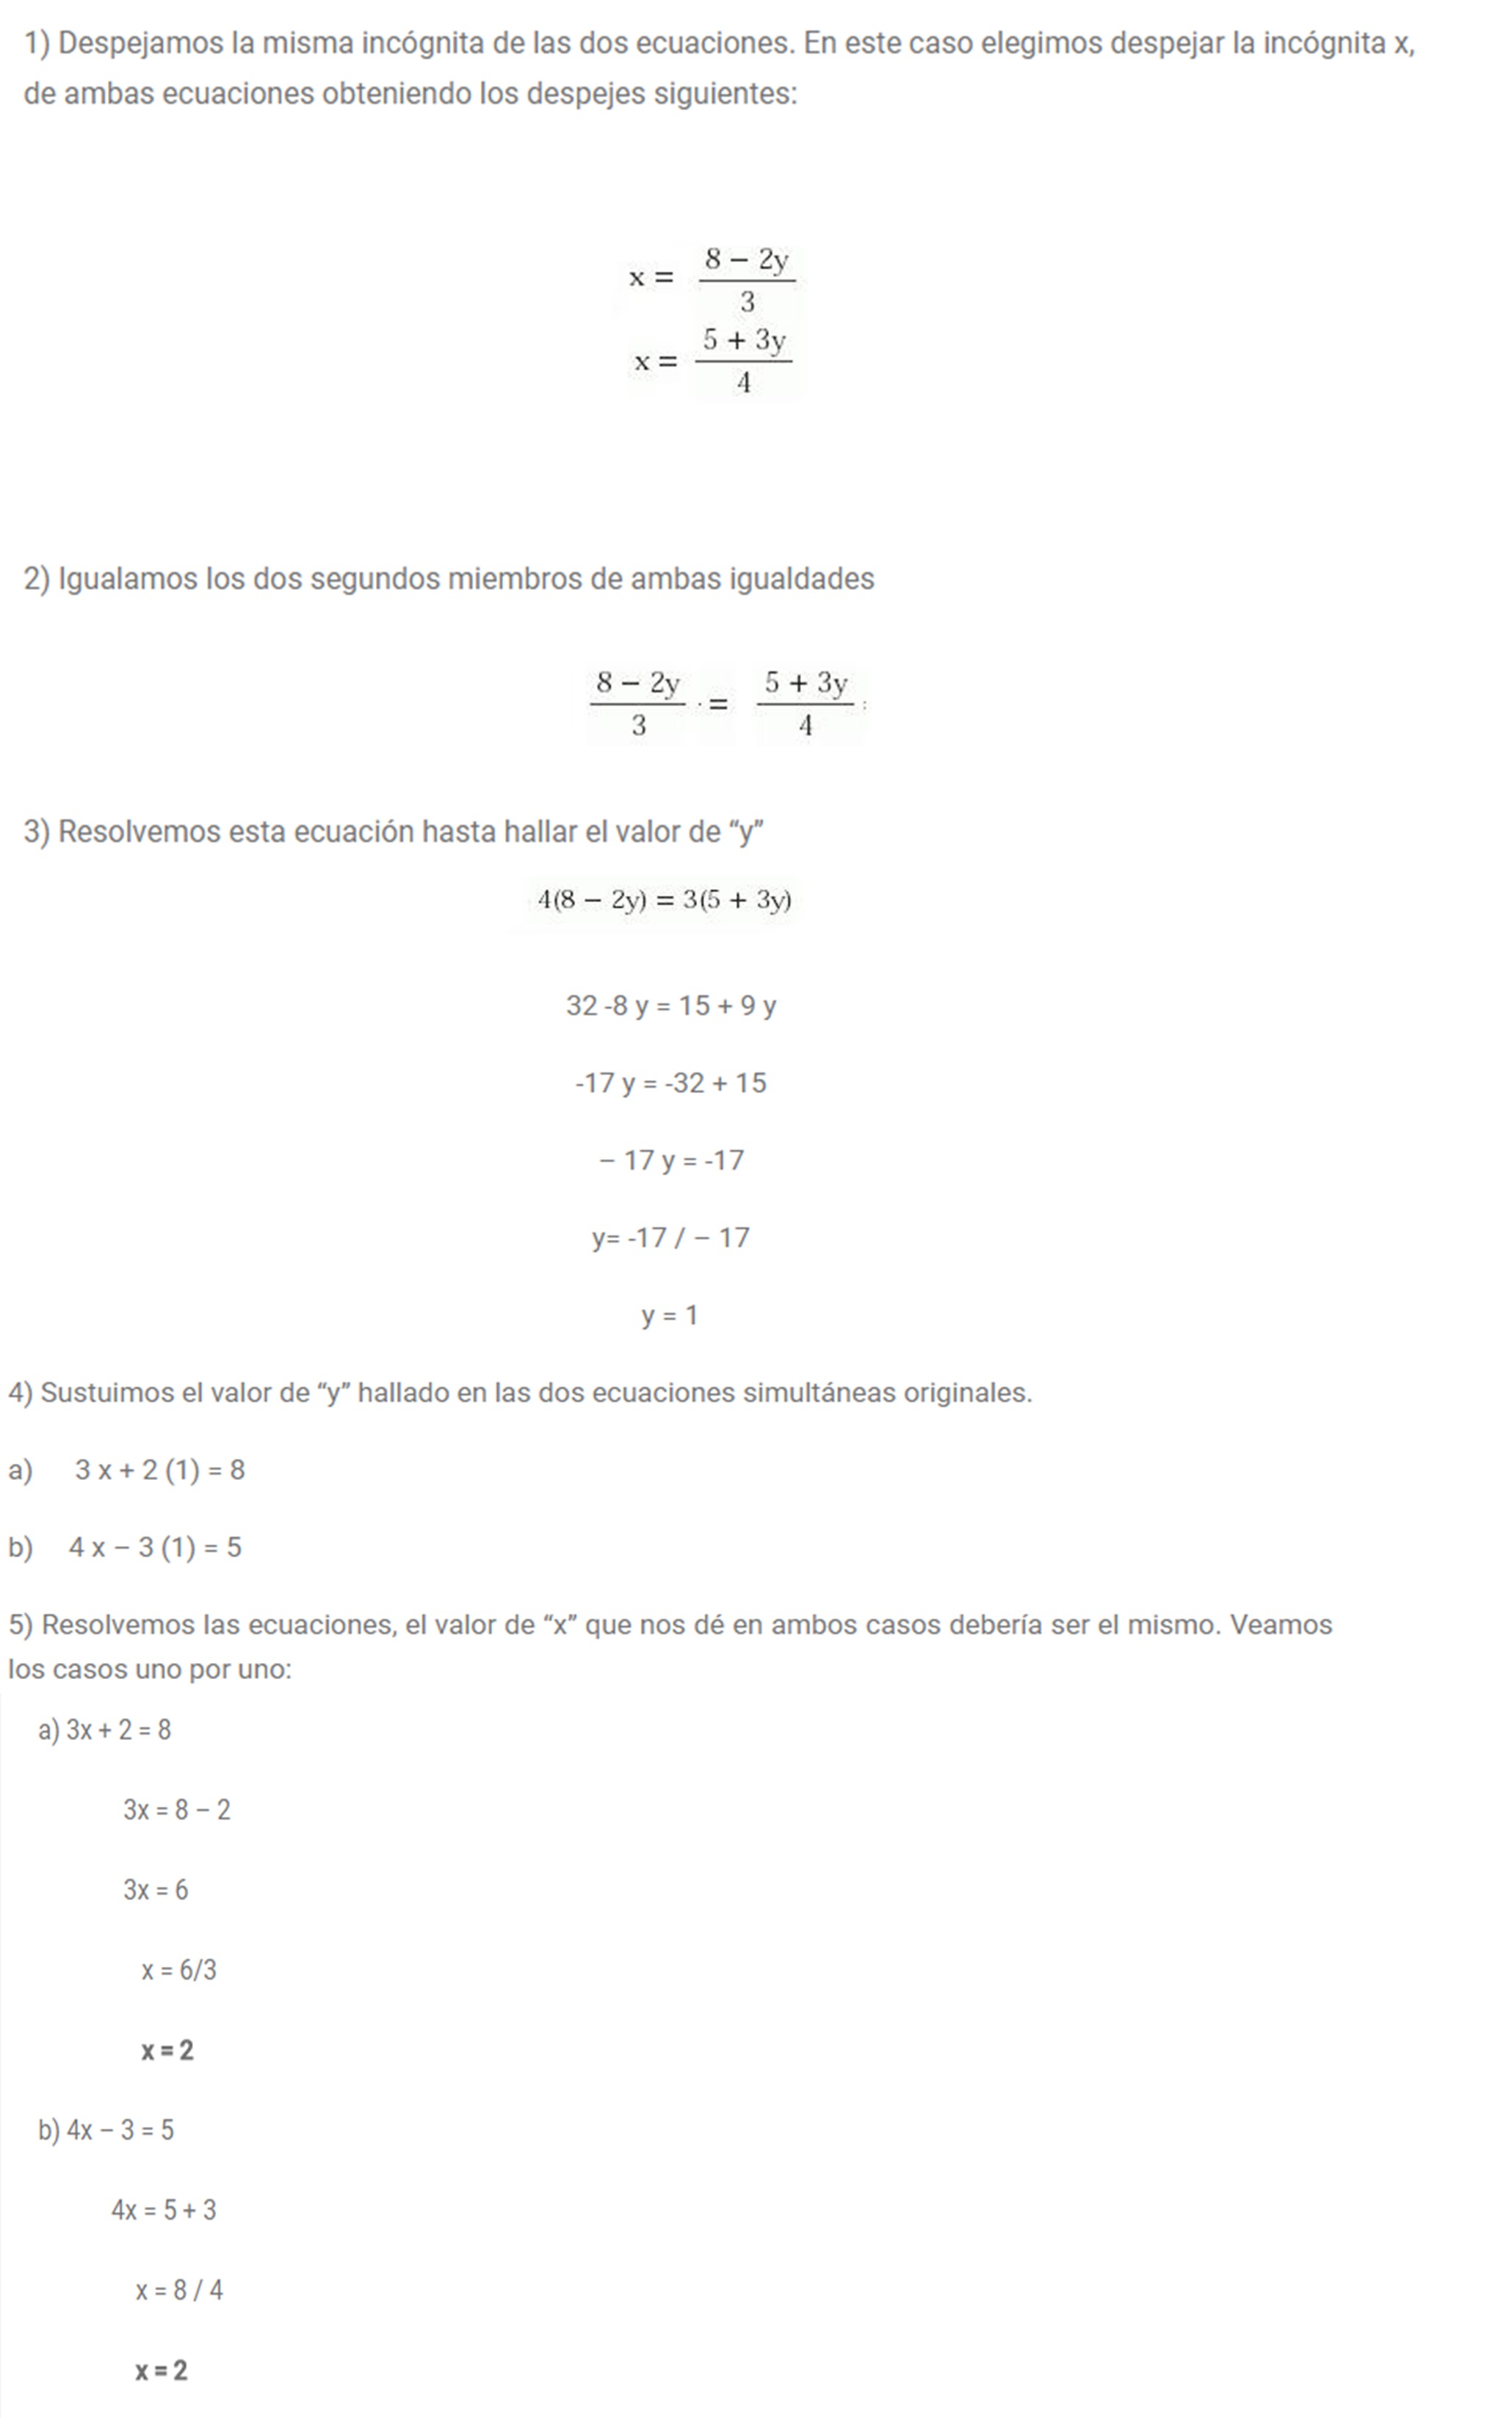 1) Despejamos la misma incógnita de las dos ecuaciones. En este caso elegimos despejar la incógnita x,
de ambas ecuaciones obteniendo los despejes siguientes:
x = (8 − 2y)/3
x = (5 + 3y)/4
2) Igualamos los dos segundos miembros de ambas igualdades
(8 − 2y)/3 = (5 + 3y)/4
3) Resolvemos esta ecuación hasta hallar el valor de “y”
4(8 − 2y) = 3(5 + 3y)
32 -8 y = 15 + 9 y
-17 y = -32 + 15
– 17 y = -17
y= -17 / – 17
y = 1
4) Sustuimos el valor de “y” hallado en las dos ecuaciones simultáneas originales.
a) 3 x + 2 (1) = 8
b) 4 x – 3 (1) = 5
5) Resolvemos las ecuaciones, el valor de “x” que nos dé en ambos casos debería ser el mismo. Veamos
los casos uno por uno:
a) 3x + 2 = 8
3x = 8 – 2
3x = 6
x = 6/3
x = 2
b) 4x – 3 = 5
4x = 5 + 3
x = 8 / 4
x = 2